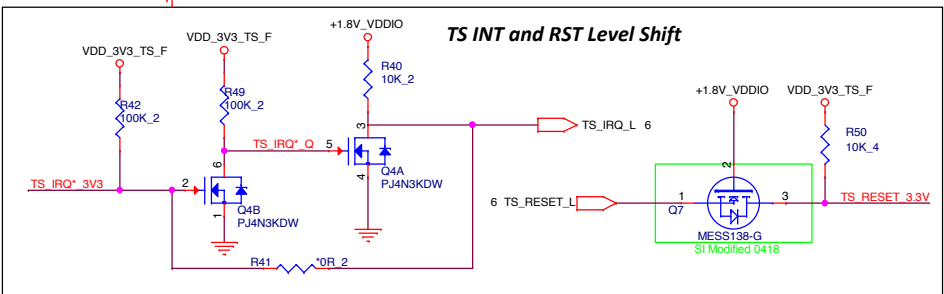 TS INT and RST Level Shift
+1.8V_VDDIO
VDD_3V3_TS_F
VDD_3V3_TS_F
R40
10K_2
+1.8V_VDDIO
VDD_3V3_TS_F
R42
100K_2
R49
100K_2
3
TS_IRQ_L 6
R50
10K_4
TS_IRQ*_Q 5
6
4
Q4A
PJ4N3KDW
2
TS_IRQ*_3V3
2
1
Q4B
PJ4N3KDW
6 TS_RESET_L
1
Q7
3
TS_RESET_3.3V
MESS138-G
SI Modified 0418
R41
*0R_2